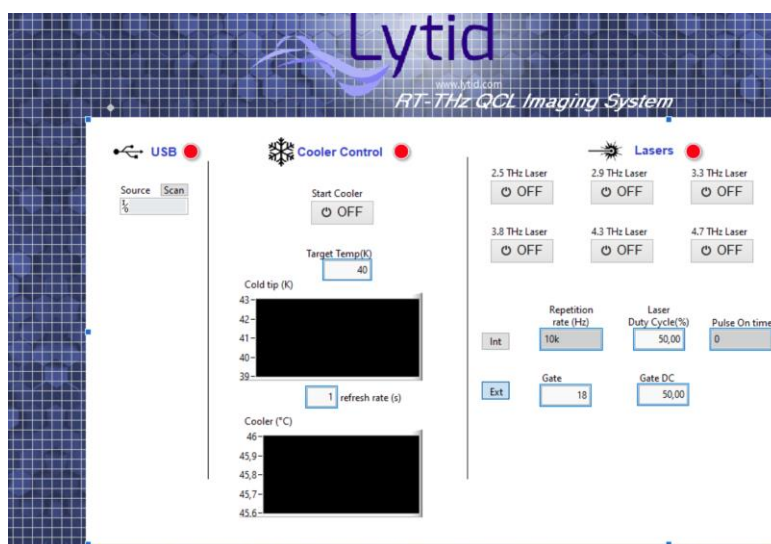 Lytid
www.lytid.com
RT-THz QCL Imaging System
USB
Source Scan
I/O
Cooler Control
Start Cooler
OFF
Target Temp(K)
40
Cold tip (K)
43
42
41
40
39
1 refresh rate (s)
Cooler (°C)
46
45,9
45,8
45,7
45,6
Lasers
2.5 THz Laser 2.9 THz Laser 3.3 THz Laser
OFF OFF OFF
3.8 THz Laser 4.3 THz Laser 4.7 THz Laser
OFF OFF OFF
Repetition
rate (Hz)
Laser
Duty Cycle(%)
Pulse On time
Int 10k 50,00 0
Gate Gate DC
Ext 18 50,00